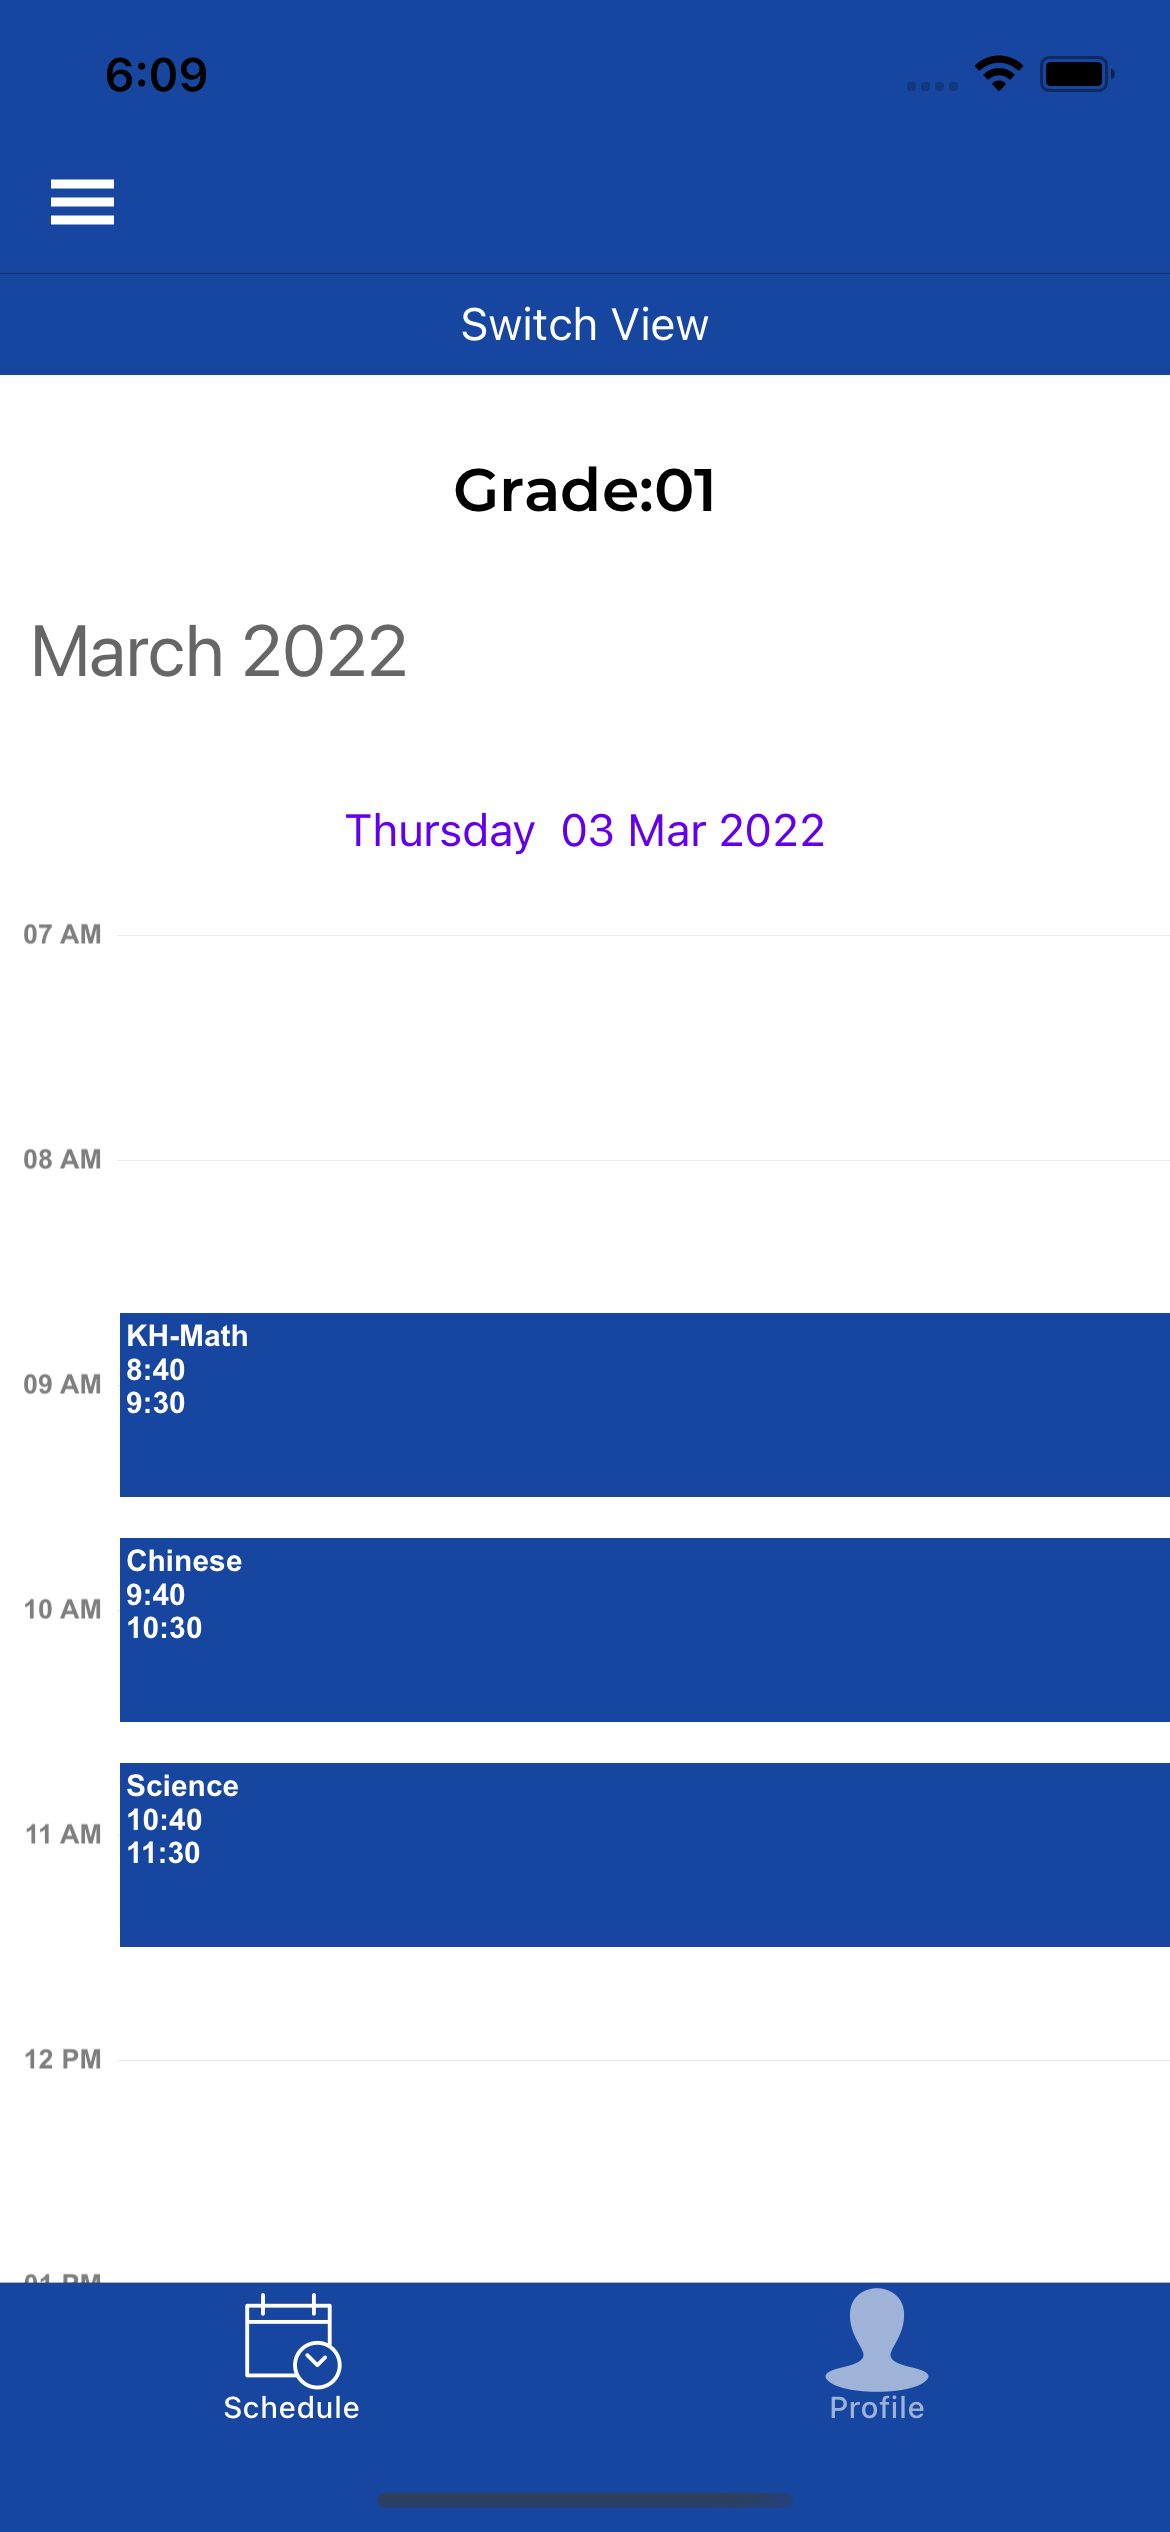 6:09
Switch View
Grade:01
March 2022
Thursday  03 Mar 2022
07 AM
08 AM
KH-Math
8:40
09 AM
9:30
Chinese
9:40
10 AM
10:30
Science
10:40
11 AM
11:30
12 PM
01 PM
Schedule
Profile